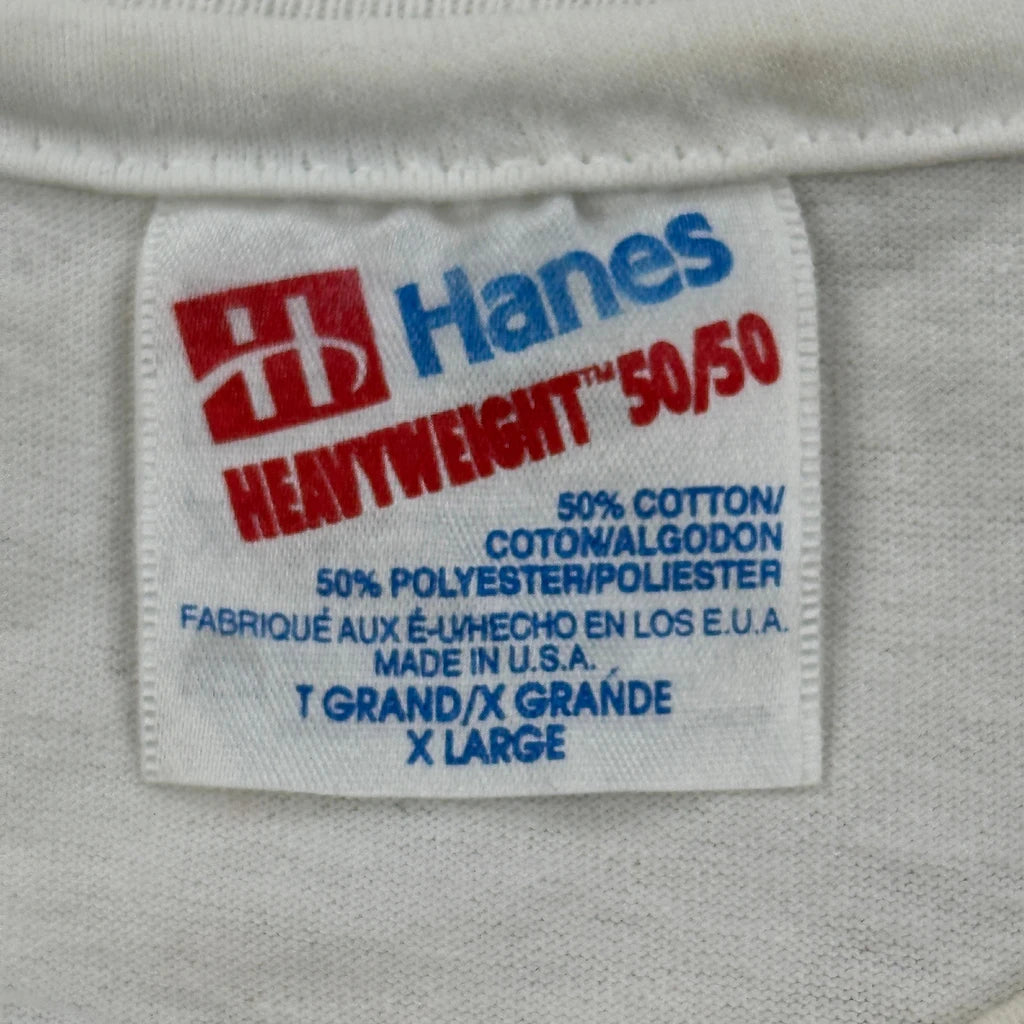 Hanes
HEAVYWEIGHT™ 50/50
50% COTTON/
COTON/ALGODON
50% POLYESTER/POLIESTER
FABRIQUÉ AUX É-U/HECHO EN LOS E.U.A.
MADE IN U.S.A.
T GRAND/X GRANDE
X LARGE